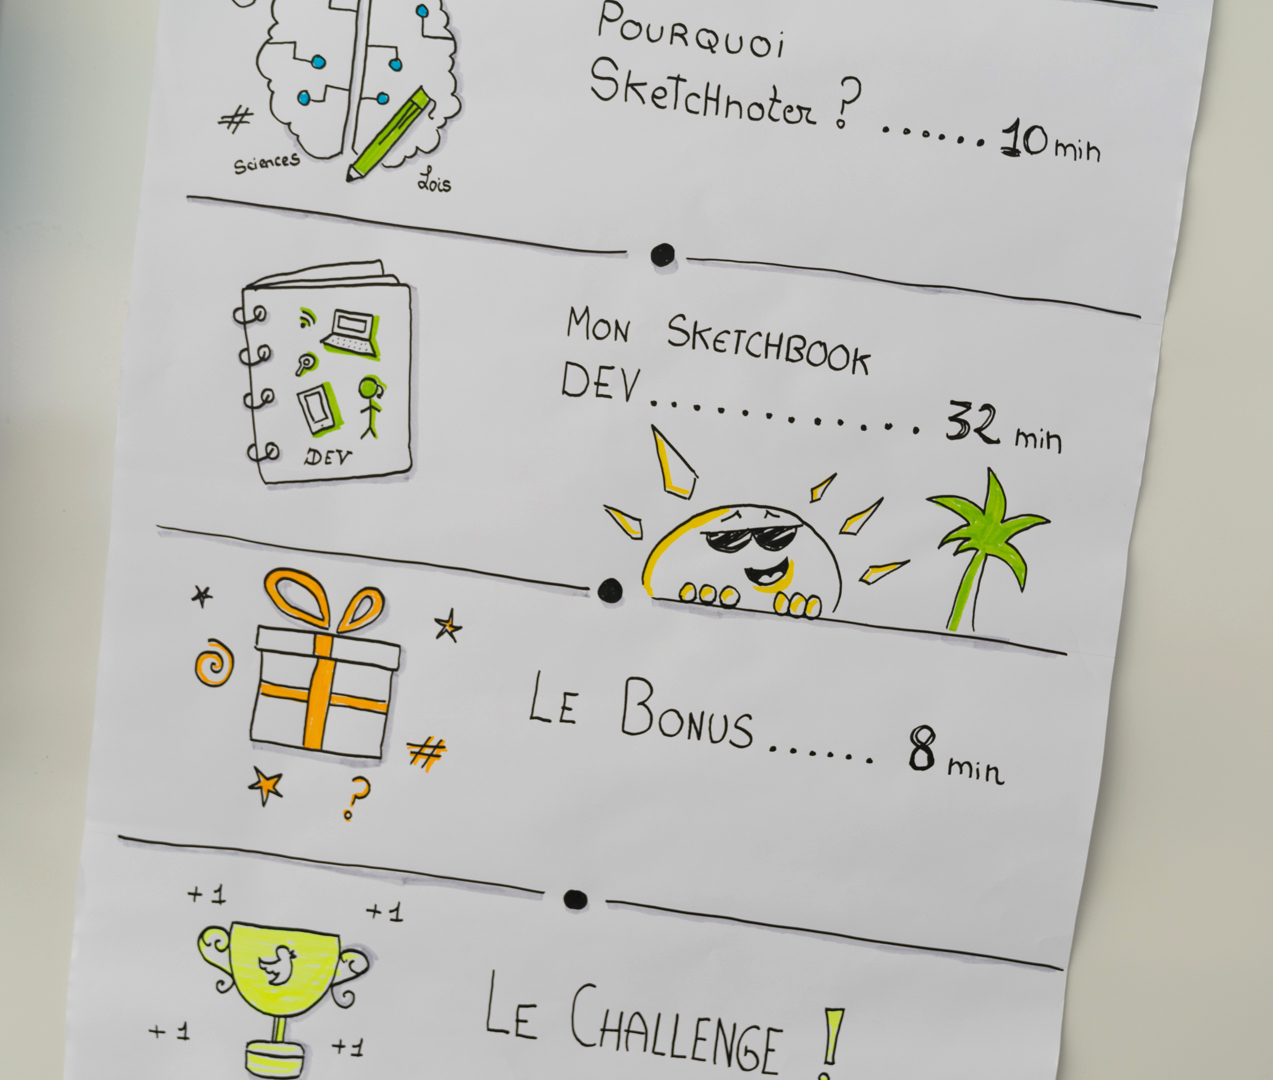 Pourquoi
Sketchnoter ? ...... 10 min
#
Sciences
Lois
Mon Sketchbook
DEV............ 32 min
DEV
Le Bonus...... 8 min
#
?
+1
+1
Le Challenge !
+1
+1